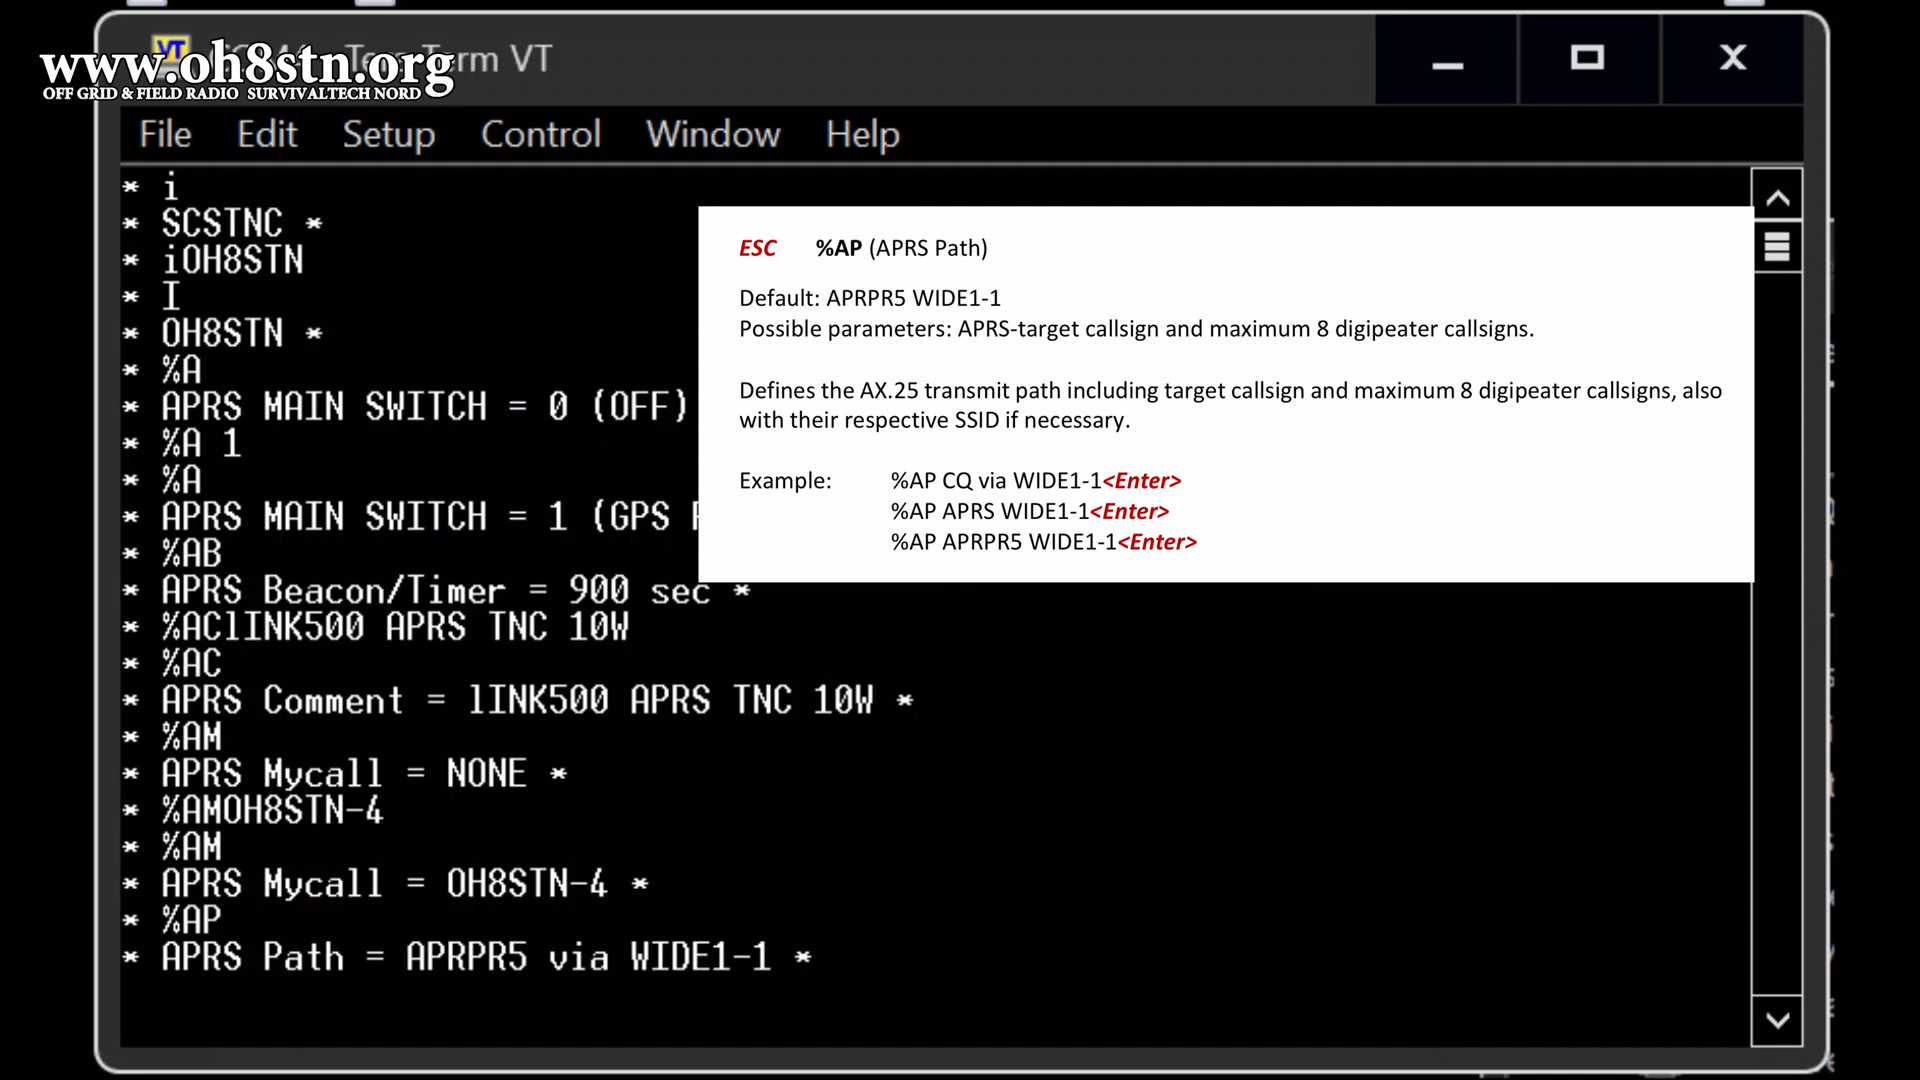 www.oh8stn.org
OFF GRID & FIELD RADIO SURVIVALTECH NORD
VT
Term VT
File Edit Setup Control Window Help
* i
* SCSTNC *
* iOH8STN
* I
* OH8STN *
* %A
* APRS MAIN SWITCH = 0 (OFF)
* %A 1
* %A
* APRS MAIN SWITCH = 1 (GPS
* %AB
* APRS Beacon/Timer = 900 sec *
* %AClINK500 APRS TNC 10W
* %AC
* APRS Comment = lINK500 APRS TNC 10W *
* %AM
* APRS Mycall = NONE *
* %AMOH8STN-4
* %AM
* APRS Mycall = OH8STN-4 *
* %AP
* APRS Path = APRPR5 via WIDE1-1 *
ESC %AP (APRS Path)
Default: APRPR5 WIDE1-1
Possible parameters: APRS-target callsign and maximum 8 digipeater callsigns.
Defines the AX.25 transmit path including target callsign and maximum 8 digipeater callsigns, also
with their respective SSID if necessary.
Example: %AP CQ via WIDE1-1<Enter>
%AP APRS WIDE1-1<Enter>
%AP APRPR5 WIDE1-1<Enter>